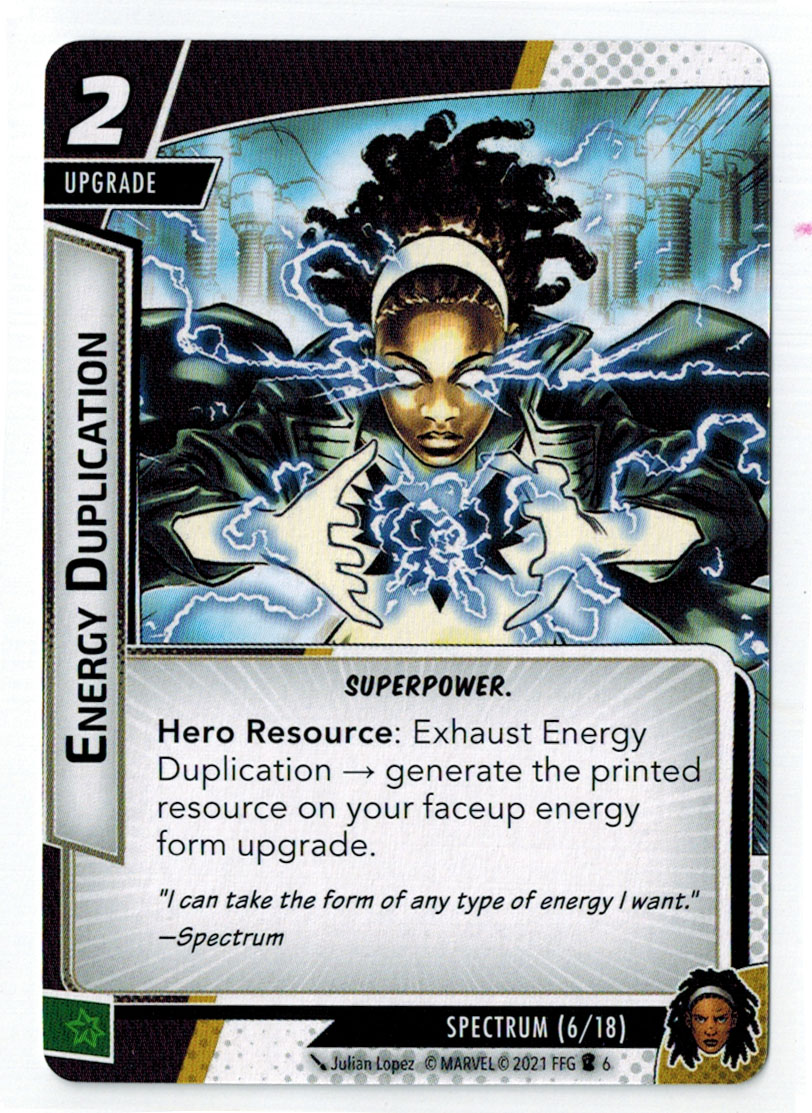 2
UPGRADE
ENERGY DUPLICATION
SUPERPOWER.
Hero Resource: Exhaust Energy
Duplication → generate the printed
resource on your faceup energy
form upgrade.
"I can take the form of any type of energy I want."
—Spectrum
SPECTRUM (6/18)
Julian Lopez © MARVEL © 2021 FFG 6